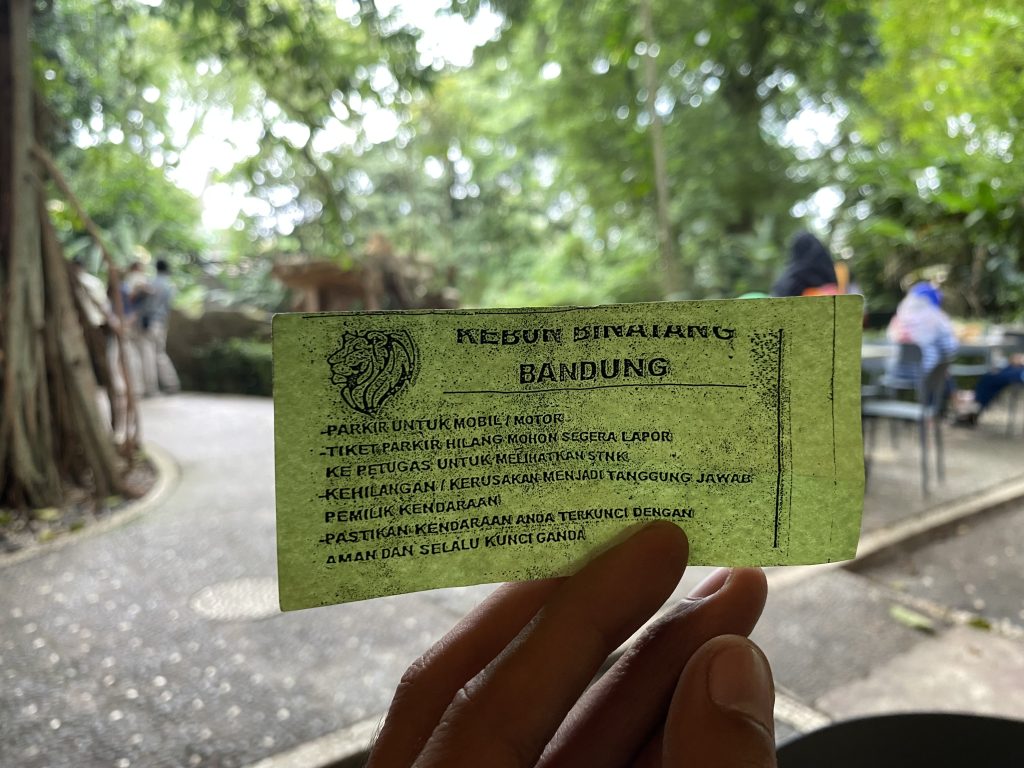 KEBUN BINATANG
BANDUNG
-PARKIR UNTUK MOBIL / MOTOR
-TIKET PARKIR HILANG MOHON SEGERA LAPOR
KE PETUGAS UNTUK MELIHATKAN STNK
-KEHILANGAN / KERUSAKAN MENJADI TANGGUNG JAWAB
PEMILIK KENDARAAN
-PASTIKAN KENDARAAN ANDA TERKUNCI DENGAN
AMAN DAN SELALU KUNCI GANDA